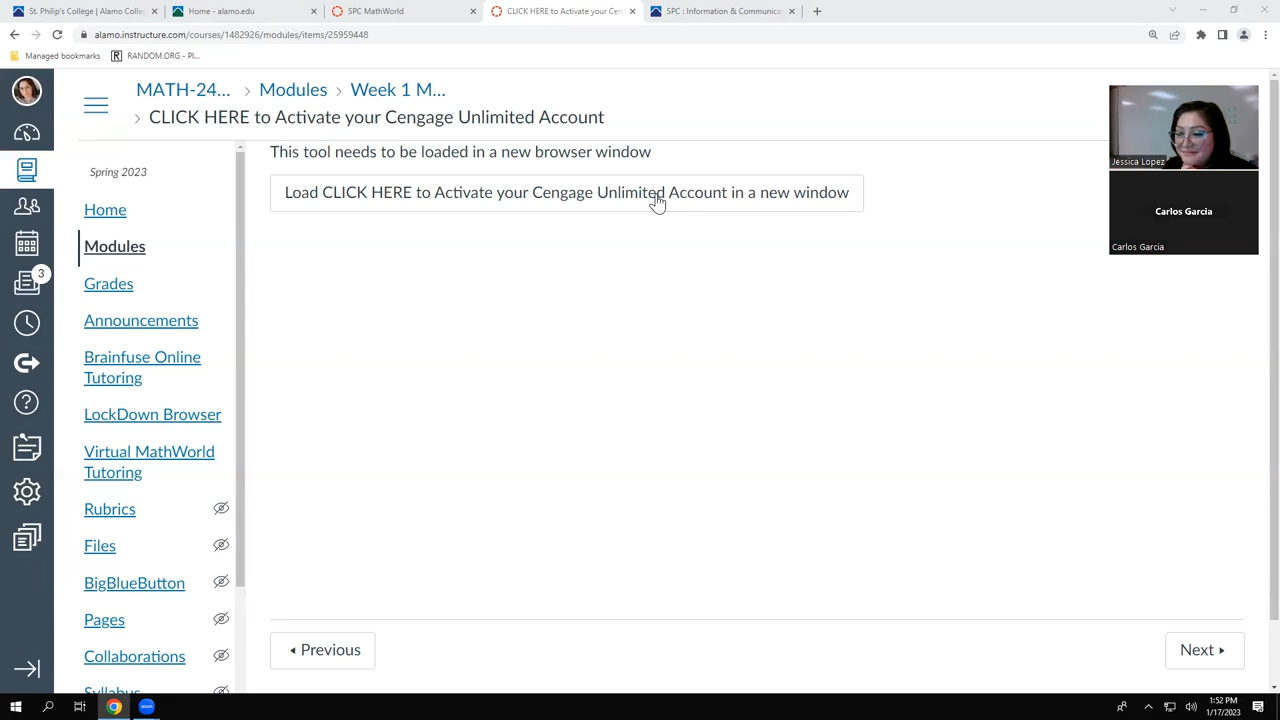 St. Philip's College | Alamo Colle
Home - alamo.edu
SPC MathWorld
CLICK HERE to Activate your Cen
SPC : Information & Communica
alamo.instructure.com/courses/1482926/modules/items/25959448
Managed bookmarks
RANDOM.ORG - Pi...
MATH-24... > Modules > Week 1 M...
> CLICK HERE to Activate your Cengage Unlimited Account
This tool needs to be loaded in a new browser window
Load CLICK HERE to Activate your Cengage Unlimited Account in a new window
Spring 2023
Home
Modules
3
Grades
Announcements
Brainfuse Online
Tutoring
LockDown Browser
Virtual MathWorld
Tutoring
Rubrics
Files
BigBlueButton
Pages
Collaborations
Syllabus
Jessica Lopez
Carlos Garcia
Carlos Garcia
Previous
Next
zoom
1:52 PM
1/17/2023